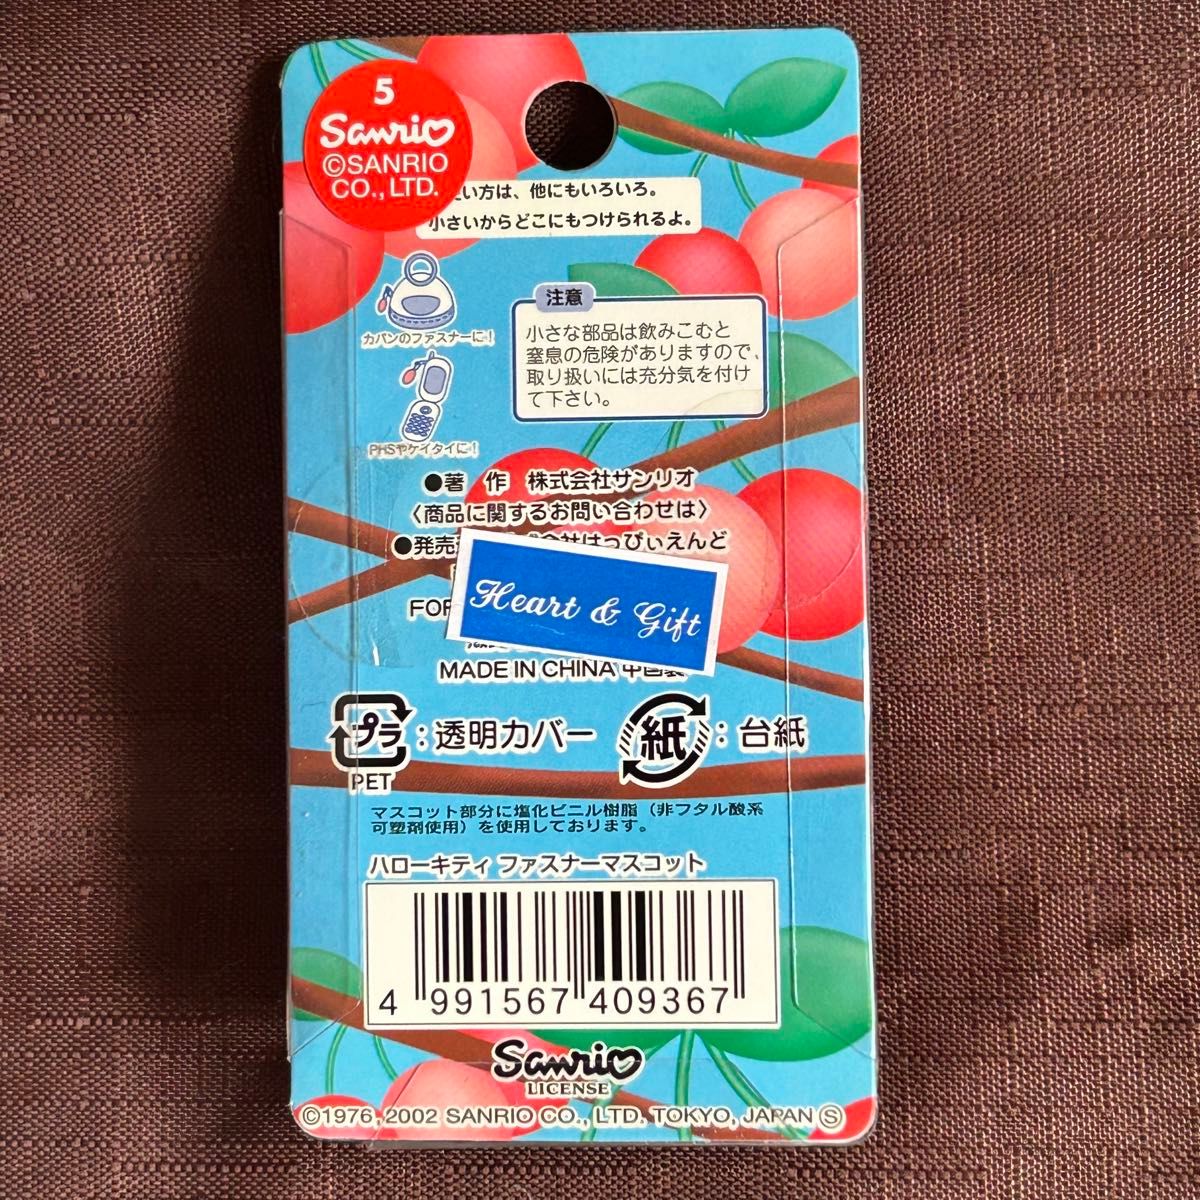 5
Sanrio
©SANRIO
CO., LTD.
い方は、他にもいろいろ。
小さいからどこにもつけられるよ。
カバンのファスナーに!
PHSやケイタイに!
注意
小さな部品は飲みこむと
窒息の危険がありますので、
取り扱いには充分気を付け
て下さい。
●著 作 株式会社サンリオ
〈商品に関するお問い合わせは〉
●発売 会社はっぴぃえんど
Heart & Gift
MADE IN CHINA 中国製
プラ
PET
:透明カバー
紙
:台紙
マスコット部分に塩化ビニル樹脂(非フタル酸系
可塑剤使用)を使用しております。
ハローキティ ファスナーマスコット
4 991567 409367
Sanrio
LICENSE
©1976, 2002 SANRIO CO., LTD. TOKYO, JAPAN Ⓢ